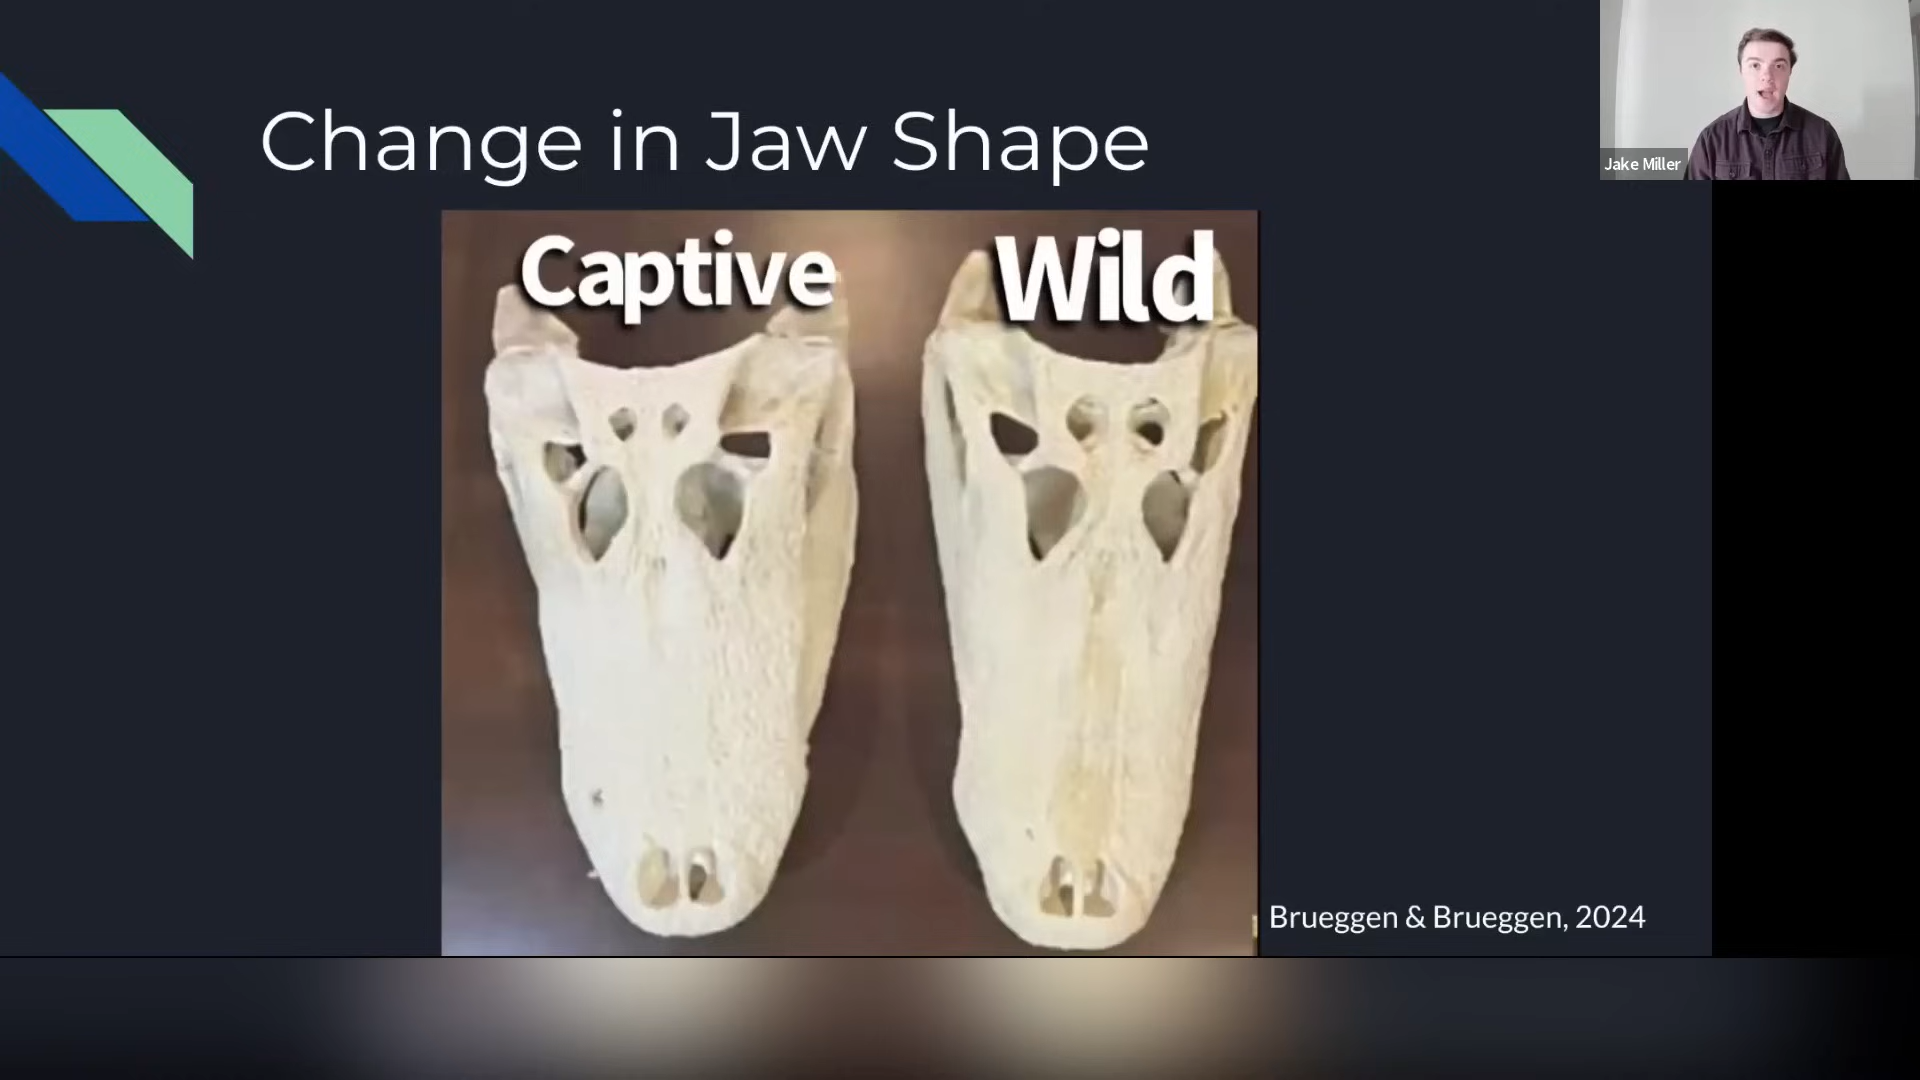 Change in Jaw Shape
Jake Miller
Captive
Wild
Brueggen & Brueggen, 2024